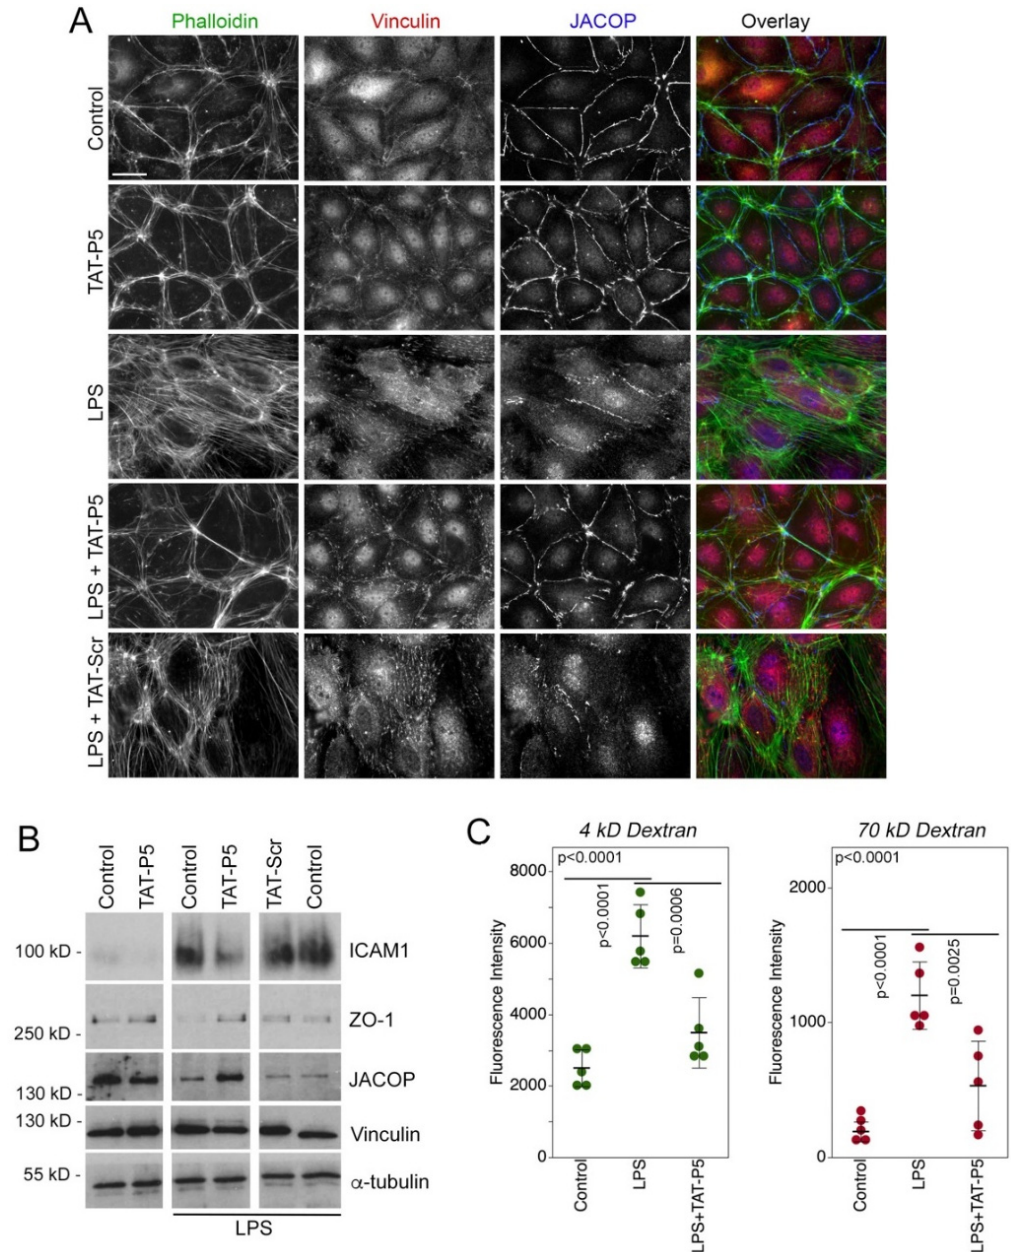 A
Phalloidin Vinculin JACOP Overlay
Control
TAT-P5
LPS
LPS + TAT-P5
LPS + TAT-Scr
B
Control TAT-P5 Control TAT-P5 TAT-Scr Control
100 kD - ICAM1
ZO-1
250 kD -
JACOP
130 kD -
130 kD -
Vinculin
55 kD - α-tubulin
LPS
C
4 kD Dextran
p<0.0001
p<0.0001
p=0.0006
Fluorescence Intensity
8000
6000
4000
2000
0
Control LPS LPS+TAT-P5
70 kD Dextran
p<0.0001
p<0.0001
p=0.0025
Fluorescence Intensity
2000
1000
0
Control LPS LPS+TAT-P5